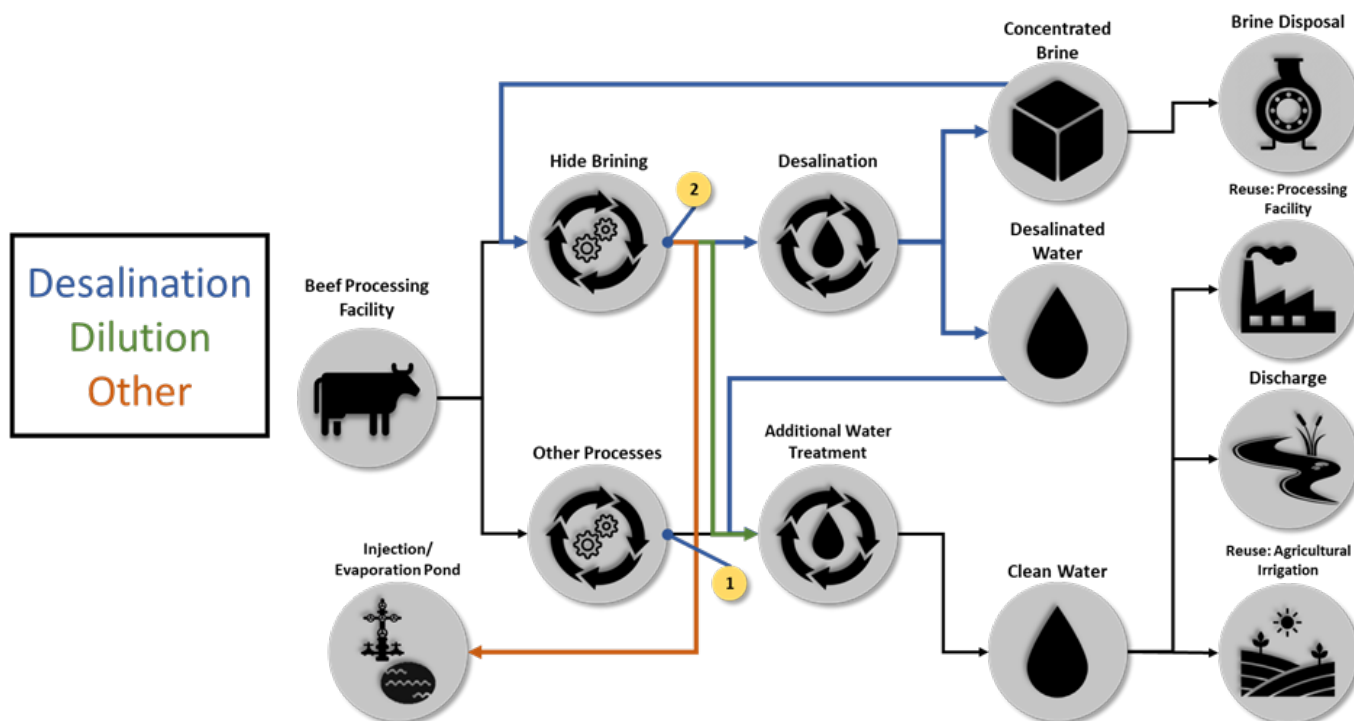 Desalination
Dilution
Other
Beef Processing
Facility
Hide Brining
2
Desalination
Concentrated
Brine
Brine Disposal
Reuse: Processing
Facility
Desalinated
Water
Discharge
Other Processes
1
Additional Water
Treatment
Injection/
Evaporation Pond
Clean Water
Reuse: Agricultural
Irrigation